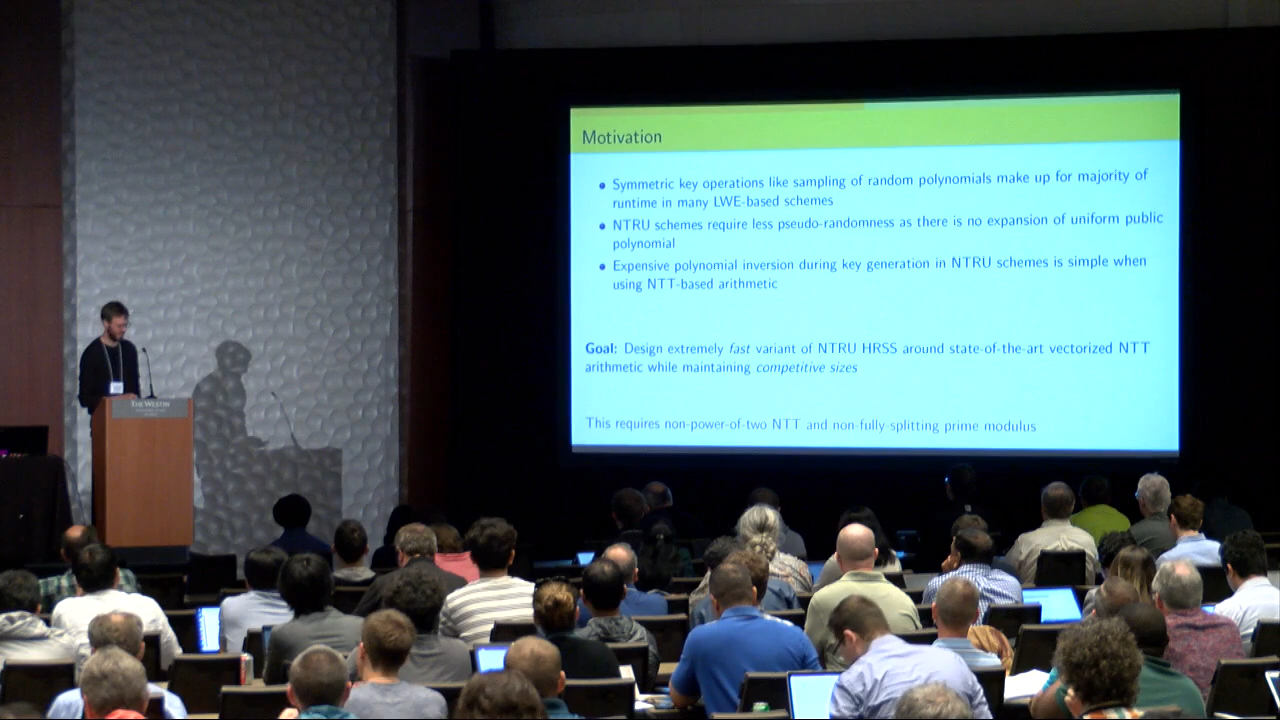 Motivation
Symmetric key operations like sampling of random polynomials make up for majority of
runtime in many LWE-based schemes
NTRU schemes require less pseudo-randomness as there is no expansion of uniform public
polynomial
Expensive polynomial inversion during key generation in NTRU schemes is simple when
using NTT-based arithmetic
Goal: Design extremely fast variant of NTRU HRSS around state-of-the-art vectorized NTT
arithmetic while maintaining competitive sizes
This requires non-power-of-two NTT and non-fully-splitting prime modulus
THE WESTIN